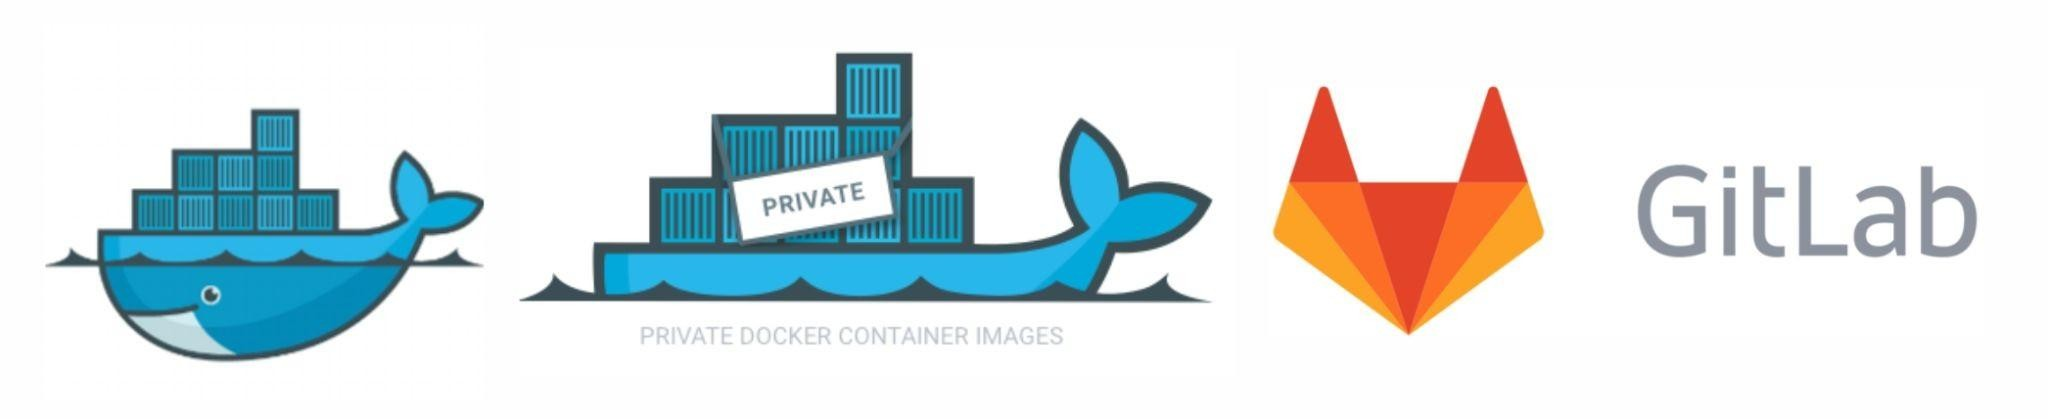 PRIVATE
PRIVATE DOCKER CONTAINER IMAGES
GitLab